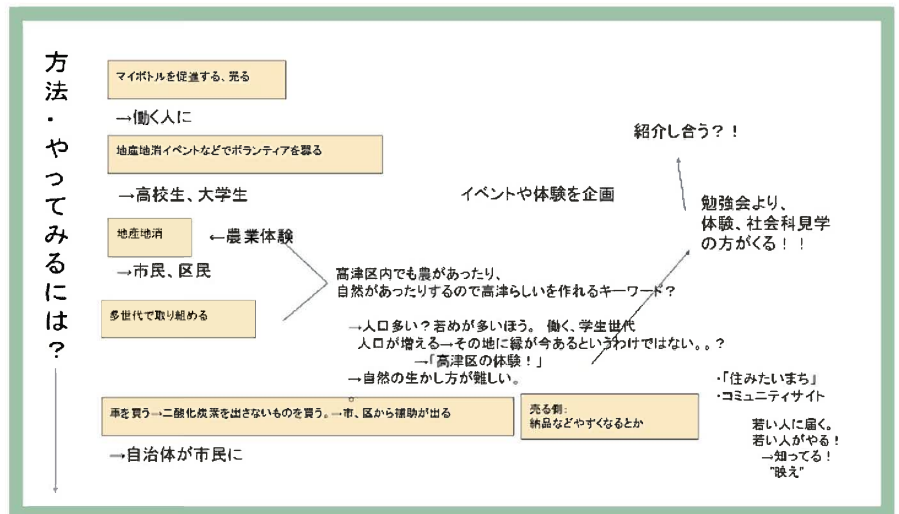 方法・やってみるには？
マイボトルを促進する、売る
→働く人に
地産地消イベントなどでボランティアを募る
→高校生、大学生
地産地消
←農業体験
→市民、区民
多世代で取り組める
イベントや体験を企画
紹介し合う？！
勉強会より、
体験、社会科見学
の方がくる！！
高津区内でも農があったり、
自然があったりするので高津らしいを作れるキーワード？
→人口多い？若めが多いほう。 働く、学生世代
人口が増える→その地に縁が今あるというわけではない。。？
→「高津区の体験！」
→自然の生かし方が難しい。
車を買う→二酸化炭素を出さないものを買う。→市、区から援助が出る
→自治体が市民に
売る側:
納品などやすくなるとか
・「住みたいまち」
・コミュニティサイト
若い人に届く。
若い人がやる！
→知ってる！
"映え"